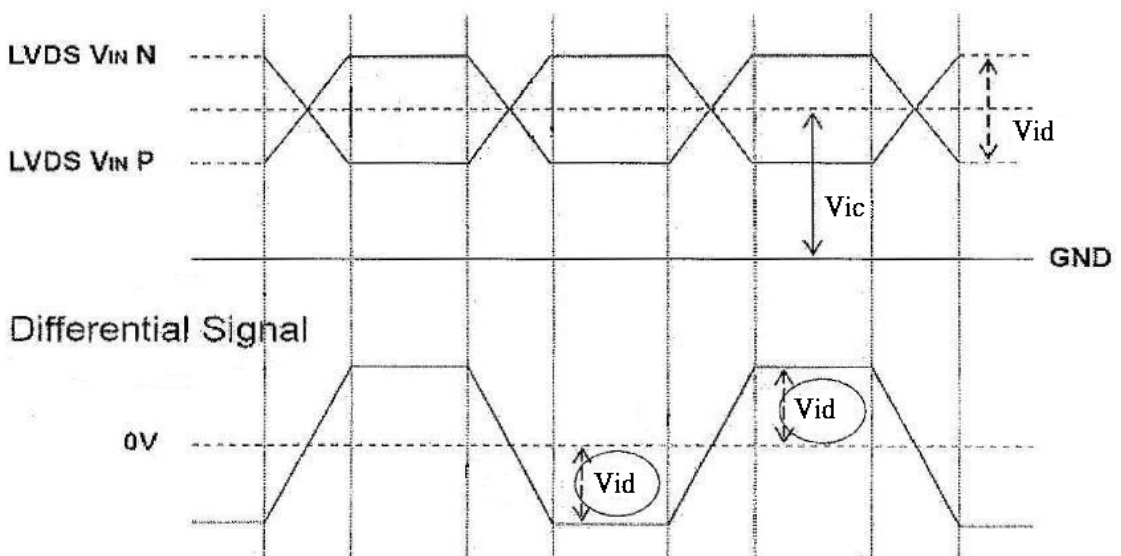 LVDS VIN N
Vid
LVDS VIN P
Vic
GND
Differential Signal
Vid
0V
Vid